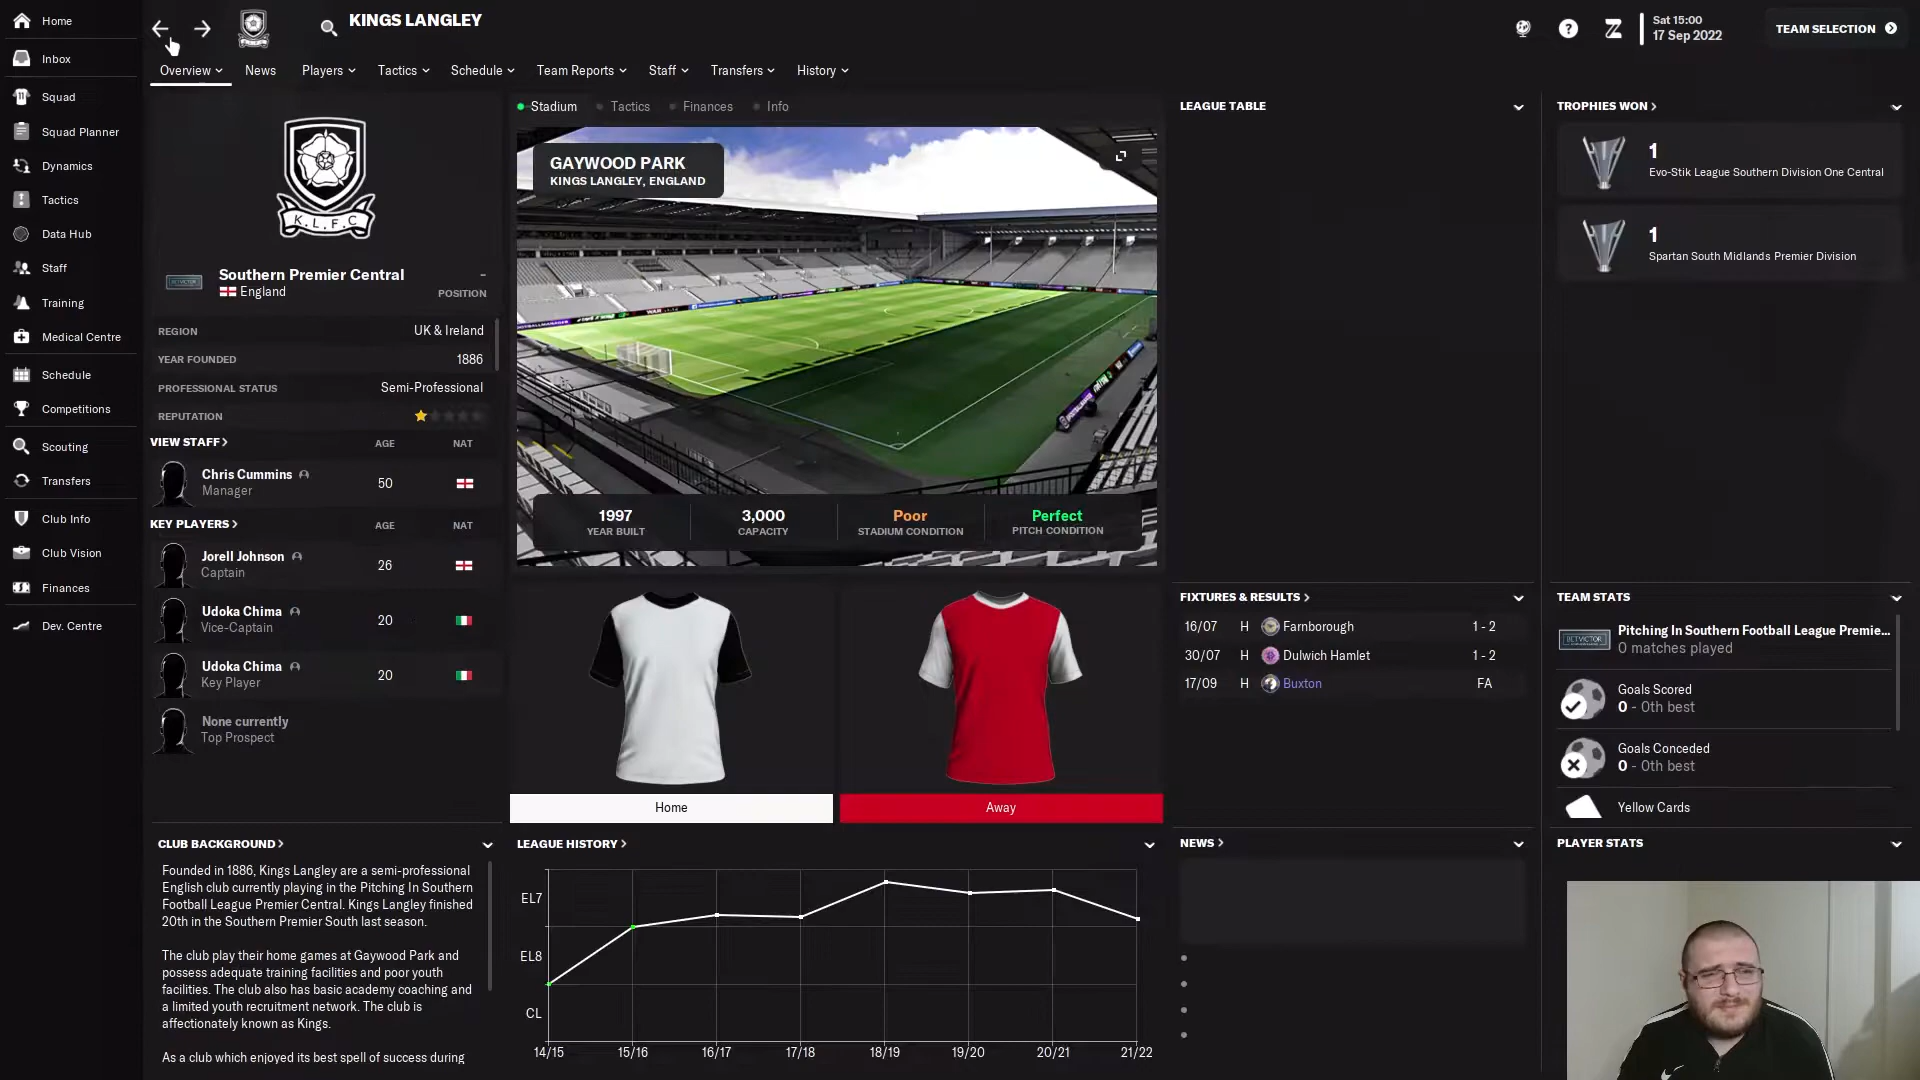 Home
Inbox
Squad
Squad Planner
Dynamics
Tactics
Data Hub
Staff
Training
Medical Centre
Schedule
Competitions
Scouting
Transfers
Club Info
Club Vision
Finances
Dev. Centre
KINGS LANGLEY
Sat 15:00
17 Sep 2022
TEAM SELECTION
Overview
News
Players
Tactics
Schedule
Team Reports
Staff
Transfers
History
K.L.F.C
Southern Premier Central
England
-
POSITION
REGION UK & Ireland
YEAR FOUNDED 1886
PROFESSIONAL STATUS Semi-Professional
REPUTATION
VIEW STAFF AGE NAT
Chris Cummins 50
Manager
KEY PLAYERS AGE NAT
Jorell Johnson 26
Captain
Udoka Chima 20
Vice-Captain
Udoka Chima 20
Key Player
None currently
Top Prospect
CLUB BACKGROUND
Founded in 1886, Kings Langley are a semi-professional
English club currently playing in the Pitching In Southern
Football League Premier Central. Kings Langley finished
20th in the Southern Premier South last season.
The club play their home games at Gaywood Park and
possess adequate training facilities and poor youth
facilities. The club also has basic academy coaching and
a limited youth recruitment network. The club is
affectionately known as Kings.
As a club which enjoyed its best spell of success during
Stadium Tactics Finances Info
GAYWOOD PARK
KINGS LANGLEY, ENGLAND
1997
YEAR BUILT
3,000
CAPACITY
Poor
STADIUM CONDITION
Perfect
PITCH CONDITION
Home
Away
LEAGUE HISTORY
EL7
EL8
CL
14/15 15/16 16/17 17/18 18/19 19/20 20/21 21/22
LEAGUE TABLE
FIXTURES & RESULTS
16/07 H Farnborough 1 - 2
30/07 H Dulwich Hamlet 1 - 2
17/09 H Buxton FA
NEWS
TROPHIES WON
1
Evo-Stik League Southern Division One Central
1
Spartan South Midlands Premier Division
TEAM STATS
BETVICTOR
Pitching In Southern Football League Premie...
0 matches played
Goals Scored
0 - 0th best
Goals Conceded
0 - 0th best
Yellow Cards
PLAYER STATS